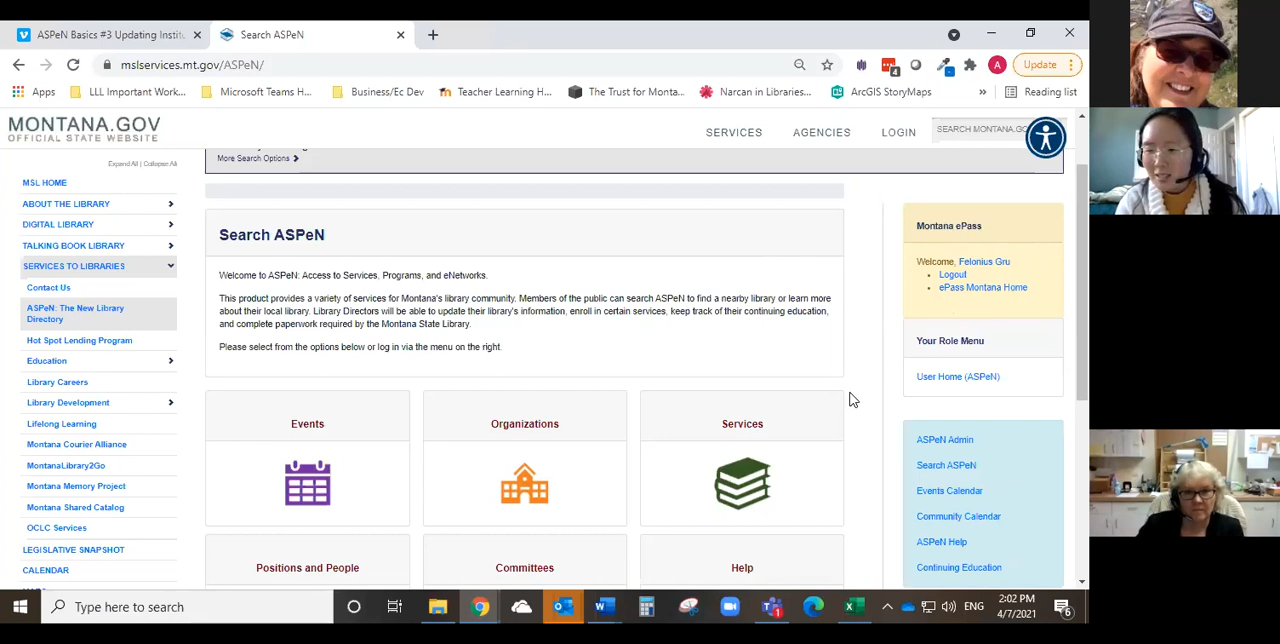 ASPeN Basics #3 Updating Instit
Search ASPeN
mslservices.mt.gov/ASPeN/
Update
Apps
LLL Important Work...
Microsoft Teams H...
Business/Ec Dev
Teacher Learning H...
The Trust for Monta...
Narcan in Libraries...
ArcGIS StoryMaps
»
Reading list
MONTANA.GOV
OFFICIAL STATE WEBSITE
SERVICES
AGENCIES
LOGIN
SEARCH MONTANA.GO
Expand All | Collapse All
MSL HOME
ABOUT THE LIBRARY
DIGITAL LIBRARY
TALKING BOOK LIBRARY
SERVICES TO LIBRARIES
Contact Us
ASPeN: The New Library
Directory
Hot Spot Lending Program
Education
Library Careers
Library Development
Lifelong Learning
Montana Courier Alliance
MontanaLibrary2Go
Montana Memory Project
Montana Shared Catalog
OCLC Services
LEGISLATIVE SNAPSHOT
CALENDAR
More Search Options
Search ASPeN
Welcome to ASPeN: Access to Services, Programs, and eNetworks.
This product provides a variety of services for Montana's library community. Members of the public can search ASPeN to find a nearby library or learn more
about their local library. Library Directors will be able to update their library's information, enroll in certain services, keep track of their continuing education,
and complete paperwork required by the Montana State Library.
Please select from the options below or log in via the menu on the right.
Events
Organizations
Services
Positions and People
Committees
Help
Montana ePass
Welcome, Felonius Gru
Logout
ePass Montana Home
Your Role Menu
User Home (ASPeN)
ASPeN Admin
Search ASPeN
Events Calendar
Community Calendar
ASPeN Help
Continuing Education
Type here to search
ENG
2:02 PM
4/7/2021
6